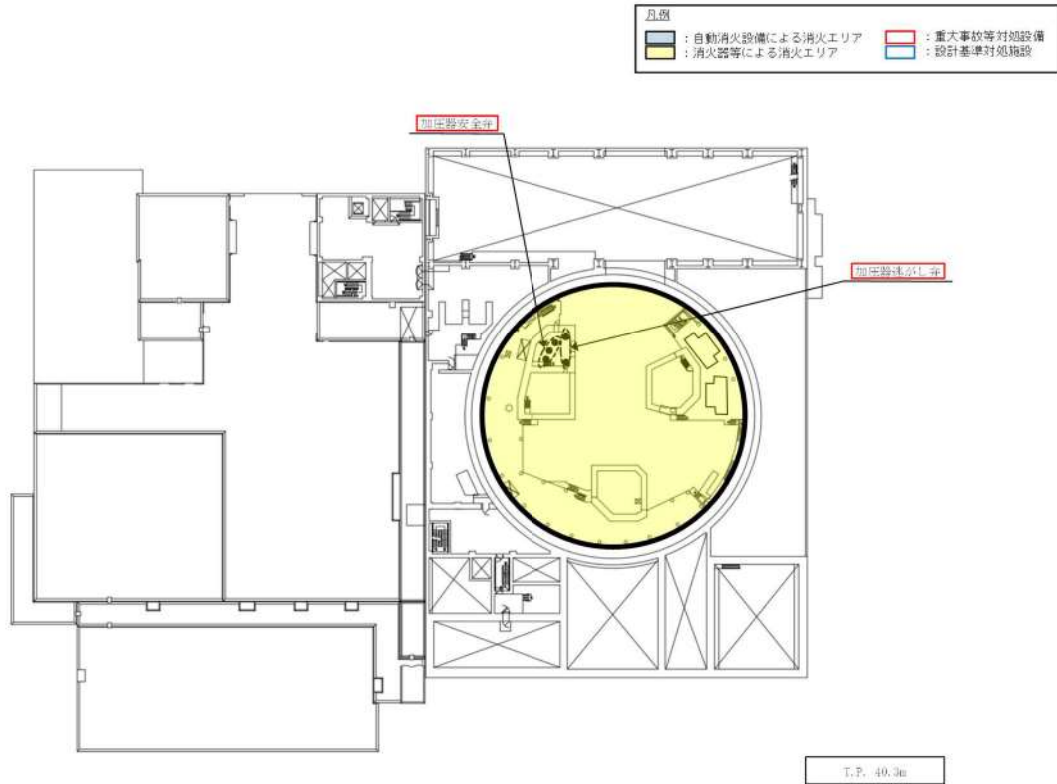 凡例
：自動消火設備による消火エリア
：重大事故等対処設備
：消火器等による消火エリア
：設計基準対処施設
加圧器安全弁
加圧器逃がし弁
T.P. 40.3m